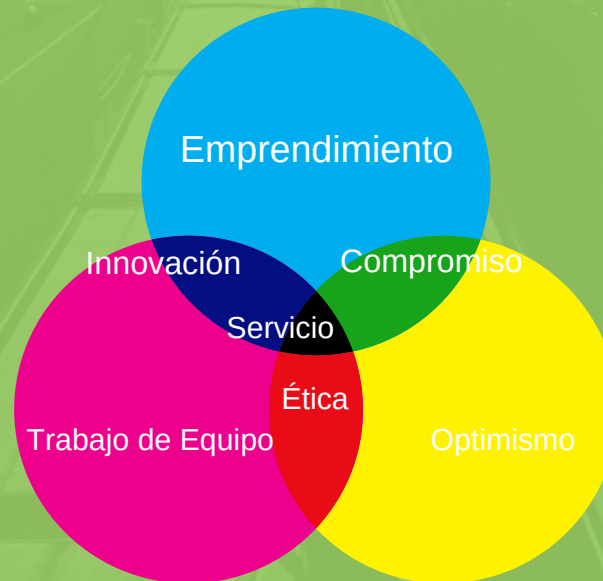 Emprendimiento
Innovación
Compromiso
Servicio
Ética
Trabajo de Equipo
Optimismo